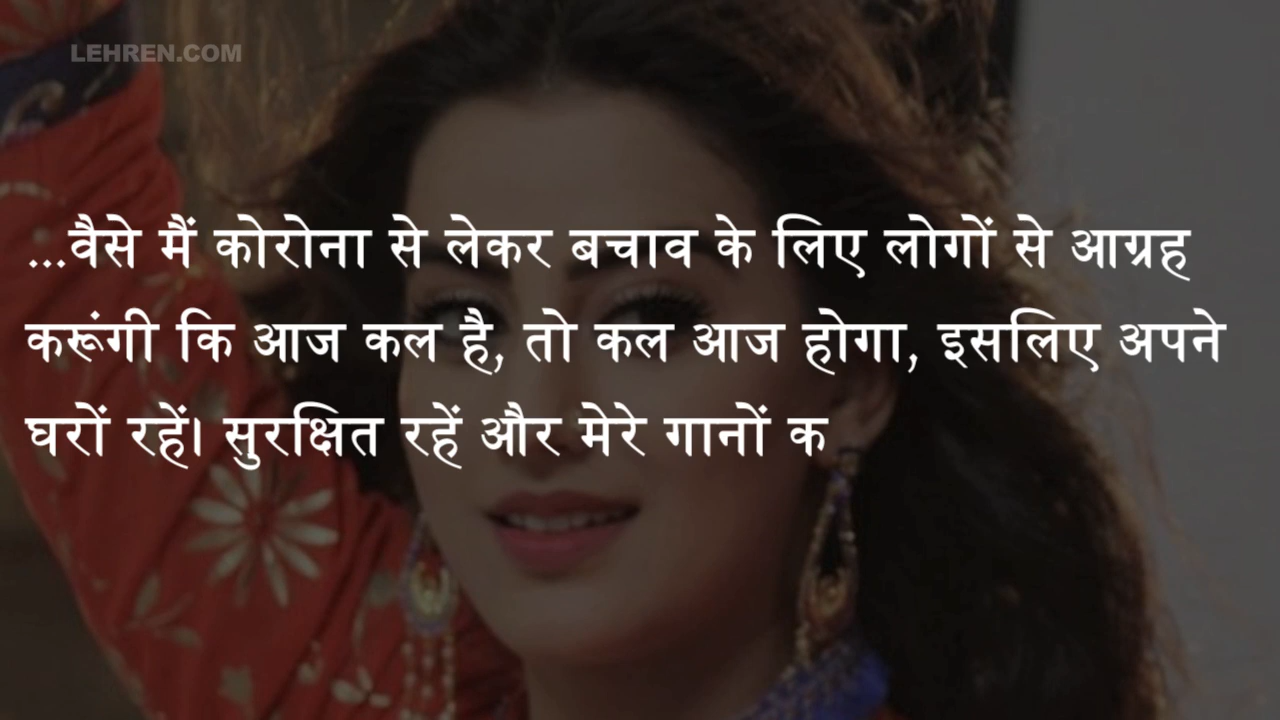 LEHREN.COM
...वैसे मैं कोरोना से लेकर बचाव के लिए लोगों से आग्रह
करूंगी कि आज कल है, तो कल आज होगा, इसलिए अपने
घरों रहें। सुरक्षित रहें और मेरे गानों क